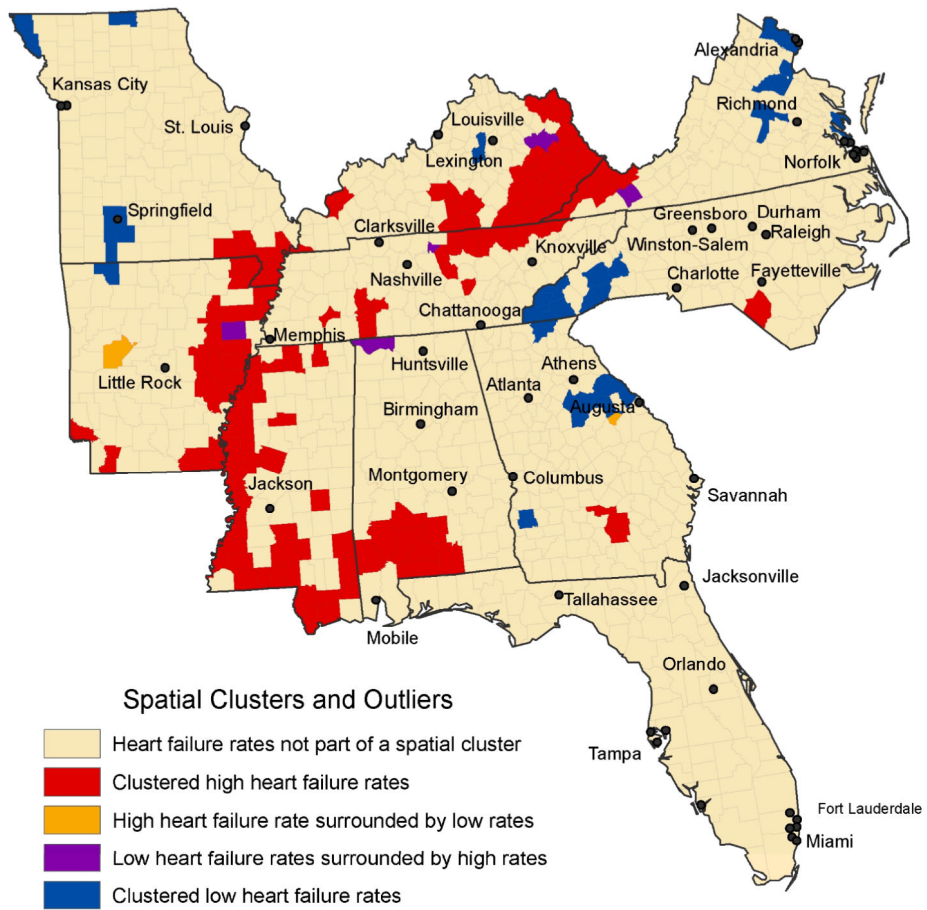 Alexandria
Kansas City
Richmond
Louisville
St. Louis
Lexington
Norfolk
Springfield
Greensboro
Durham
Clarksville
Knoxville
Winston-Salem
Raleigh
Nashville
Charlotte
Fayetteville
Chattanooga
Memphis
Huntsville
Athens
Little Rock
Atlanta
Birmingham
Augusta
Montgomery
Columbus
Jackson
Savannah
Jacksonville
Tallahassee
Mobile
Orlando
Spatial Clusters and Outliers
Heart failure rates not part of a spatial cluster
Tampa
Clustered high heart failure rates
High heart failure rate surrounded by low rates
Fort Lauderdale
Miami
Low heart failure rates surrounded by high rates
Clustered low heart failure rates